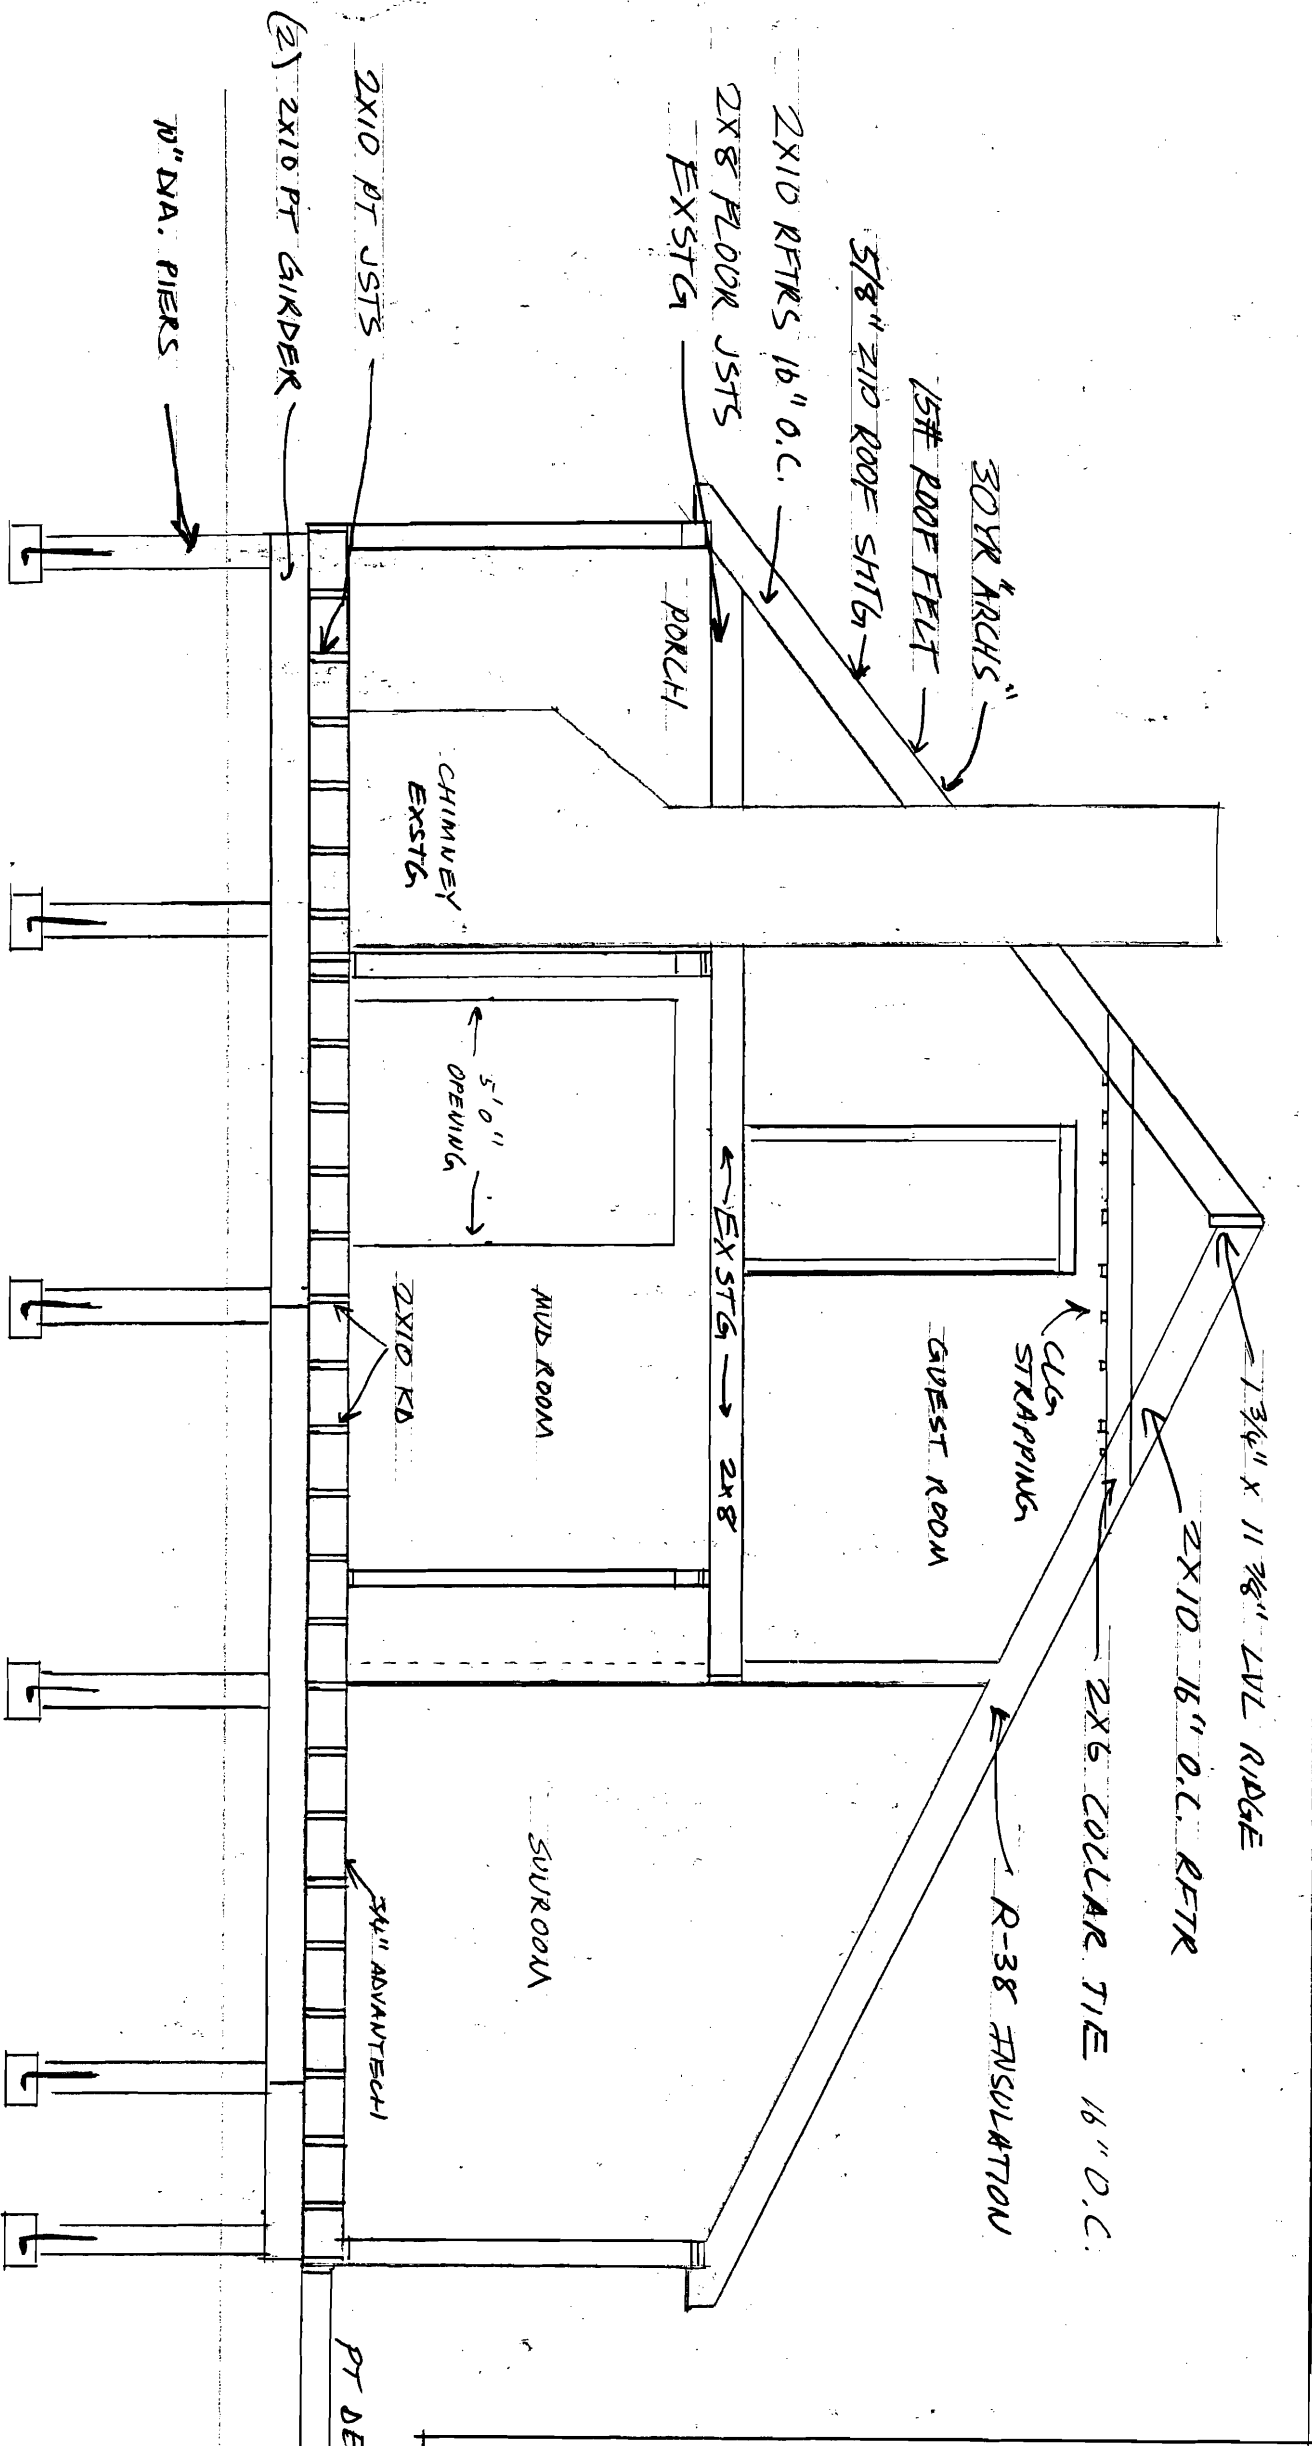 1 3/4" X 11 7/8" LVL RIDGE
2X10 16" O.C. RFTR
2X6 COLLAR TIE 16" O.C.
R-38 INSULATION
30YR "ARCHS"
15# ROOF FELT
5/8" ZIP ROOF SHTG
2X10 RFTRS 16" O.C.
2X8 FLOOR JSTS
EXSTG
CLG
STRAPPING
GUEST ROOM
← EXSTG → 2X8
PORCH
CHIMNEY
EXSTG
5'0"
OPENING
MUD ROOM
SUNROOM
2X10 KD
3/4" ADVANTECH
2X10 PT JSTS
(2) 2X10 PT GIRDER
10" DIA. PIERS
PT DE